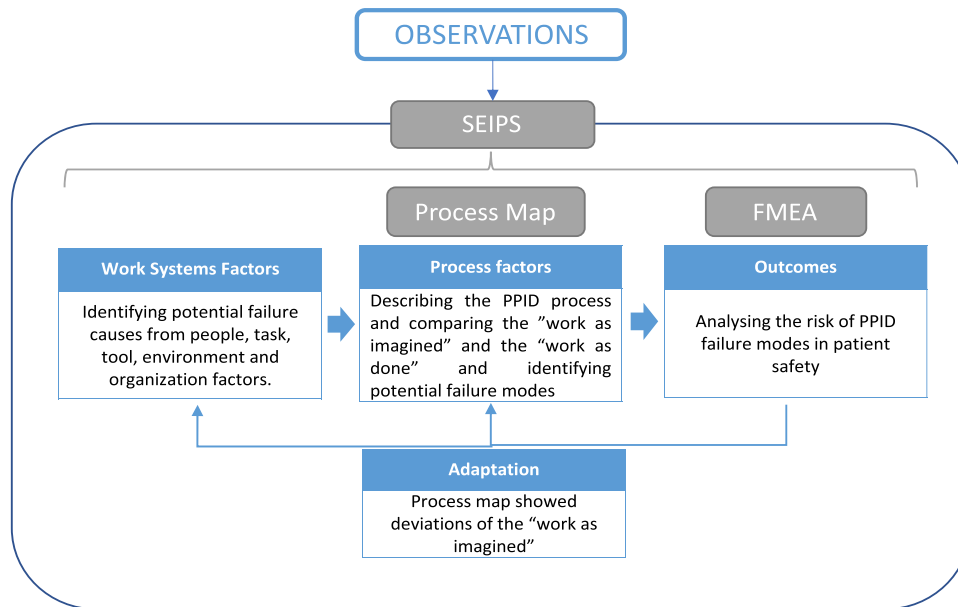 OBSERVATIONS
SEIPS
Process Map
FMEA
Work Systems Factors
Identifying potential failure
causes from people, task,
tool, environment and
organization factors.
Process factors
Describing the PPID process
and comparing the ”work as
imagined” and the “work as
done” and identifying
potential failure modes
Outcomes
Analysing the risk of PPID
failure modes in patient
safety
Adaptation
Process map showed
deviations of the “work as
imagined”